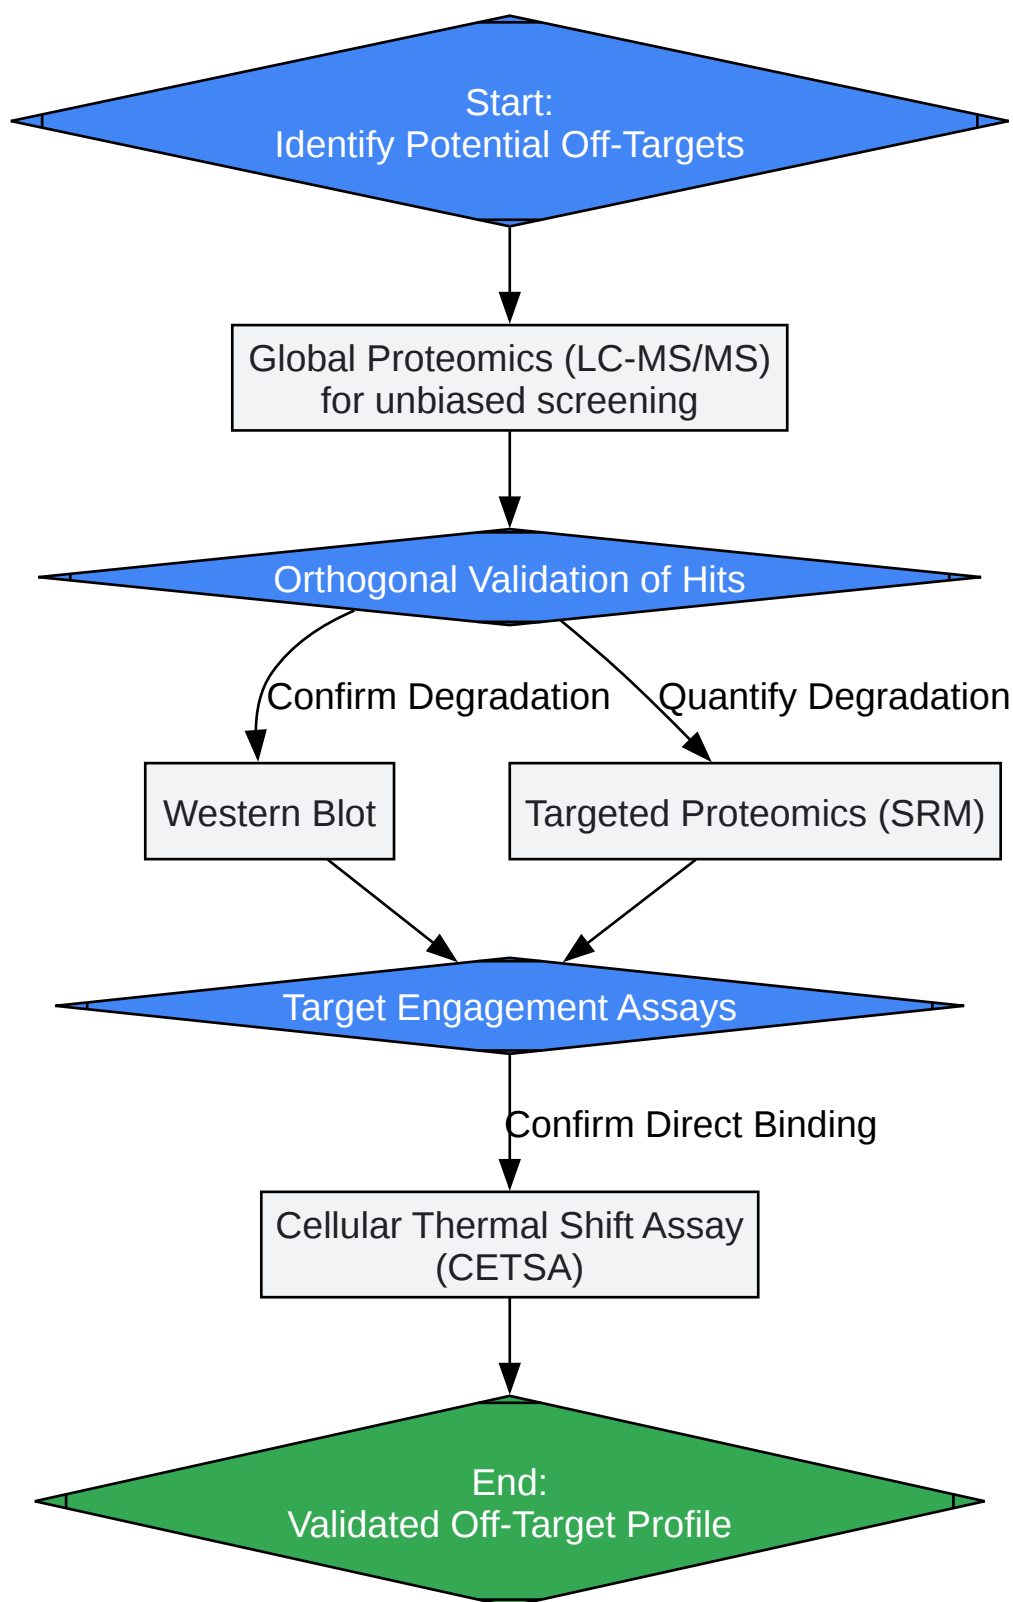 Start:
Identify Potential Off-Targets
Global Proteomics (LC-MS/MS)
for unbiased screening
Orthogonal Validation of Hits
Confirm Degradation
Quantify Degradation
Western Blot
Targeted Proteomics (SRM)
Target Engagement Assays
Confirm Direct Binding
Cellular Thermal Shift Assay
(CETSA)
End:
Validated Off-Target Profile